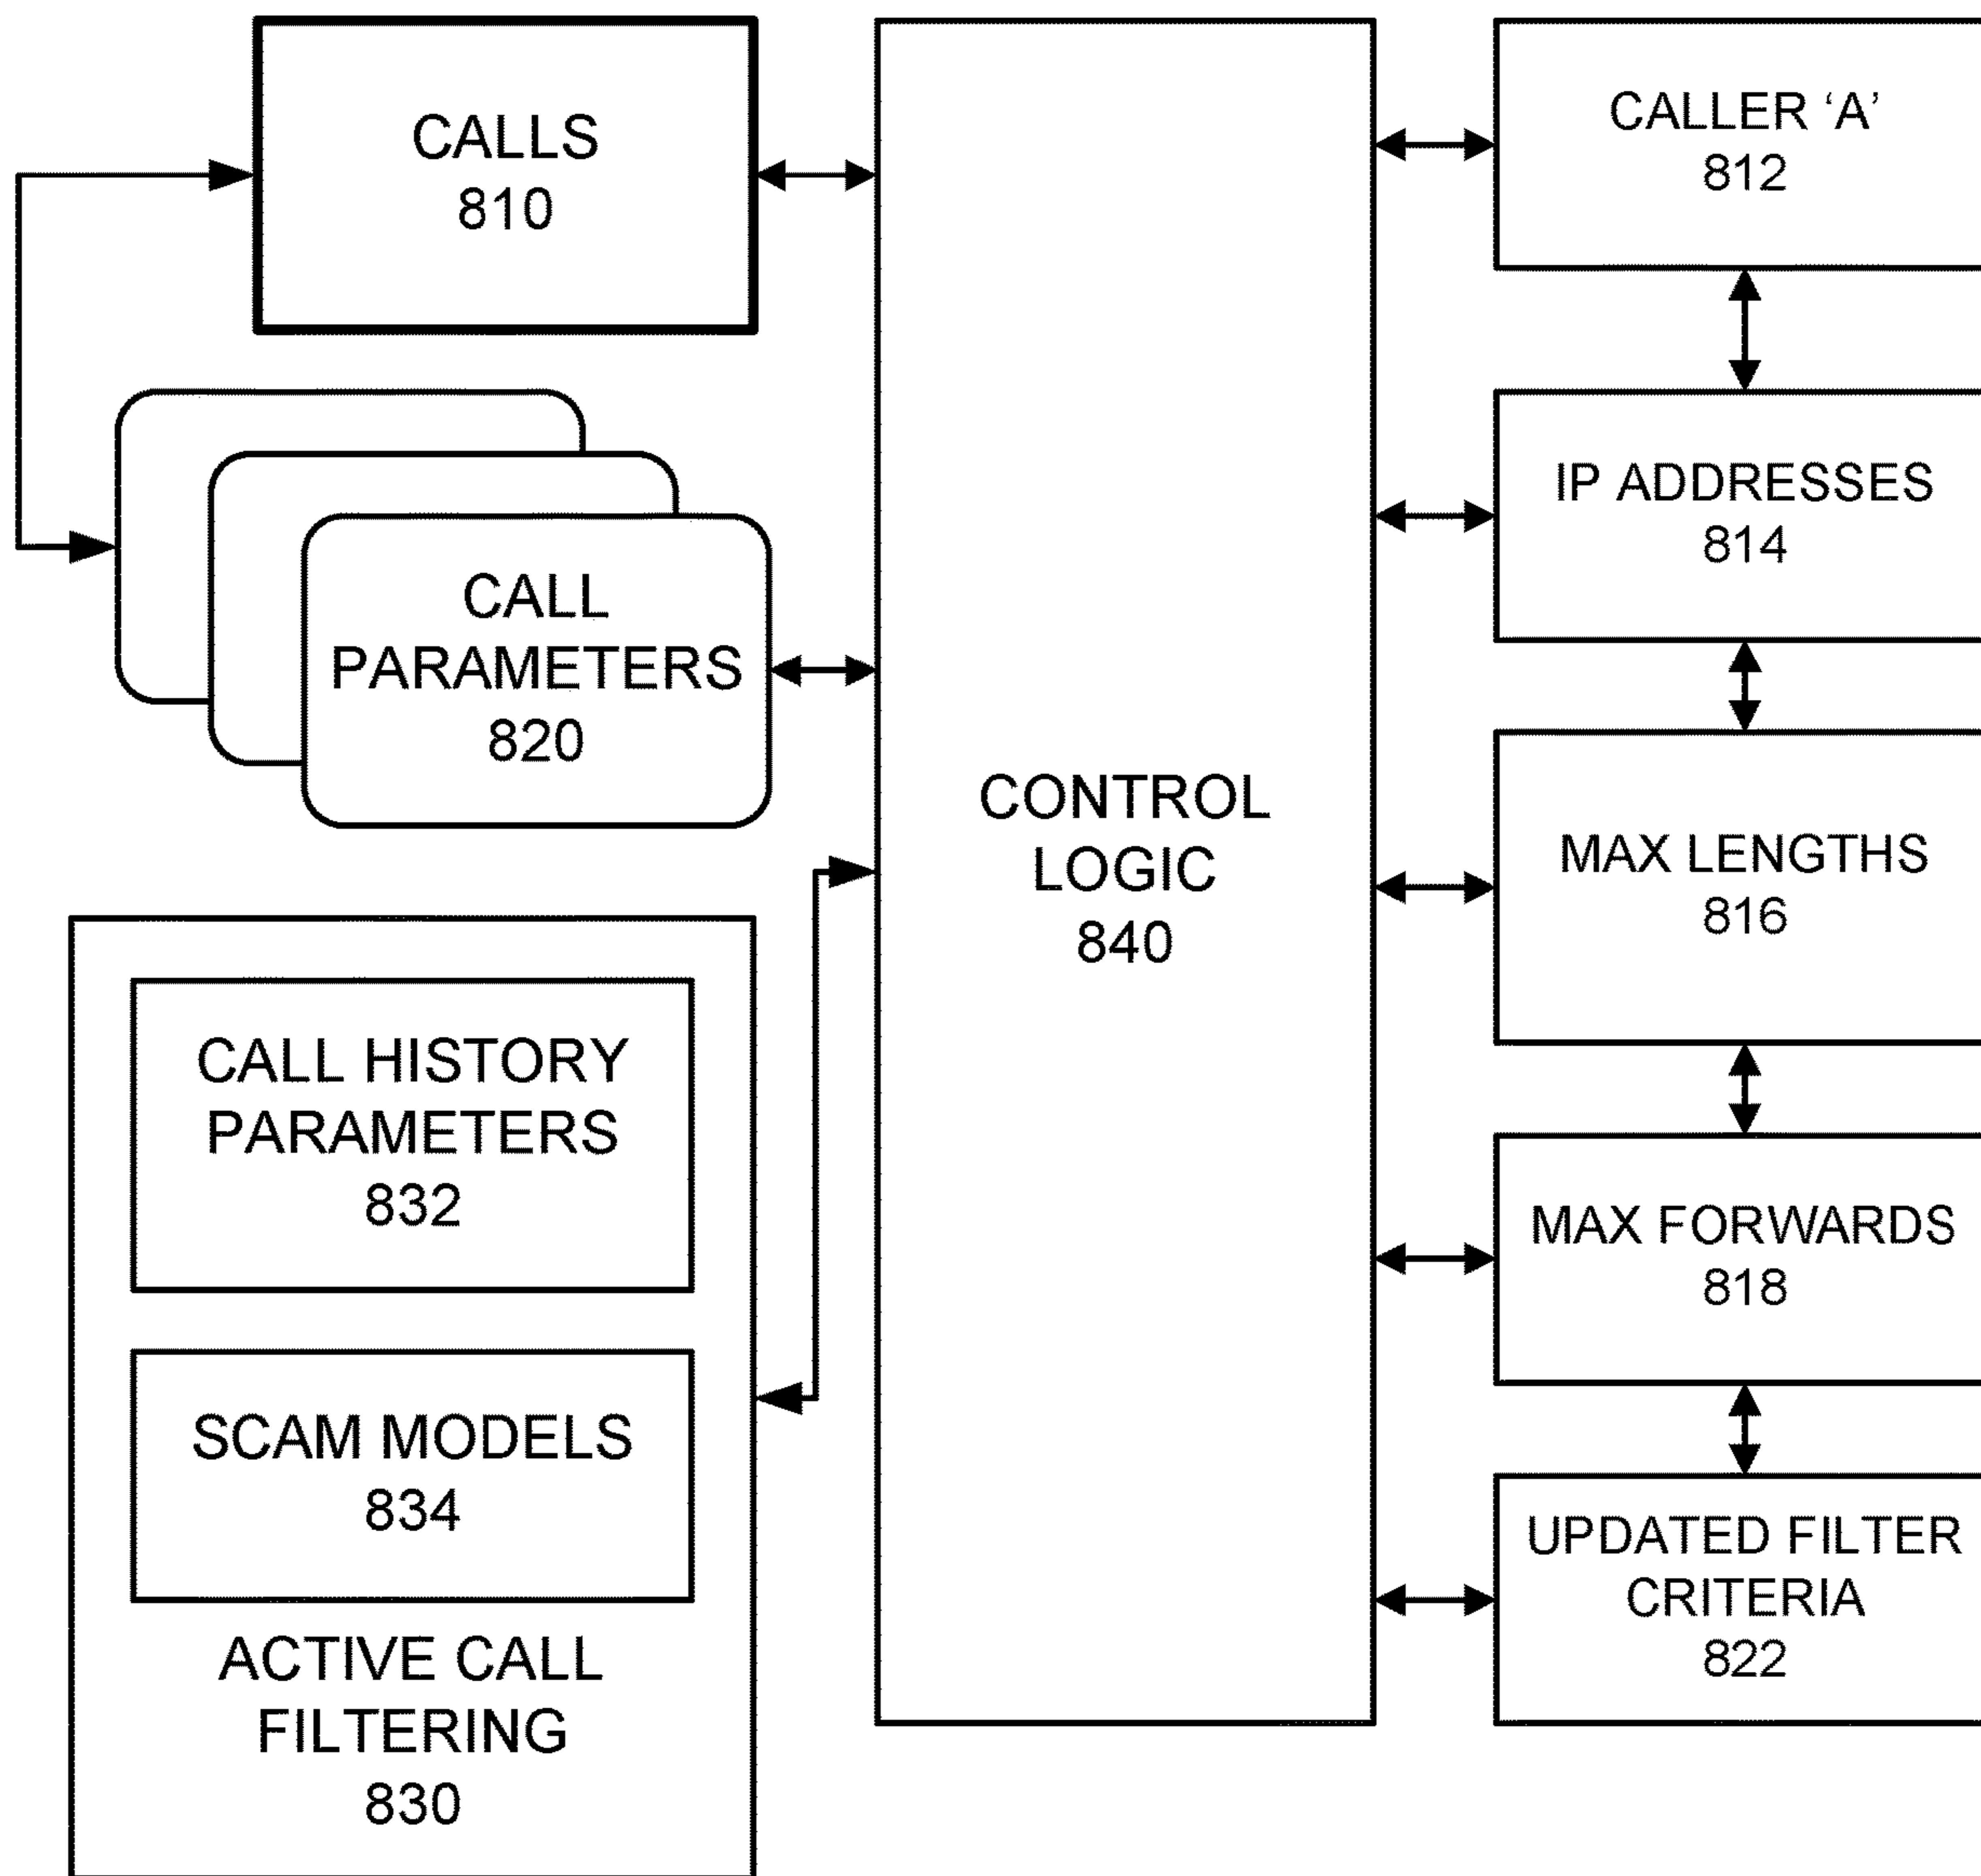 CALLS
810
CALL
PARAMETERS
820
CALL HISTORY
PARAMETERS
832
SCAM MODELS
834
ACTIVE CALL
FILTERING
830
CONTROL
LOGIC
840
CALLER ‘A’
812
IP ADDRESSES
814
MAX LENGTHS
816
MAX FORWARDS
818
UPDATED FILTER
CRITERIA
822